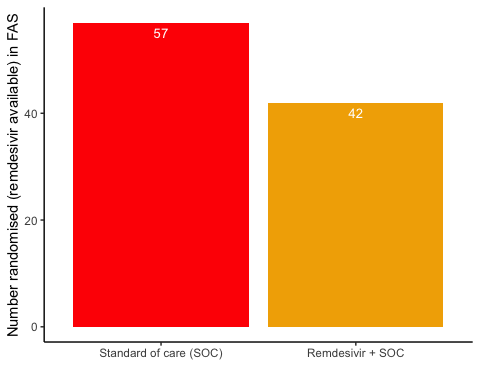 Number randomised (remdesivir available) in FAS
40
20
0
57
42
Standard of care (SOC)
Remdesivir + SOC